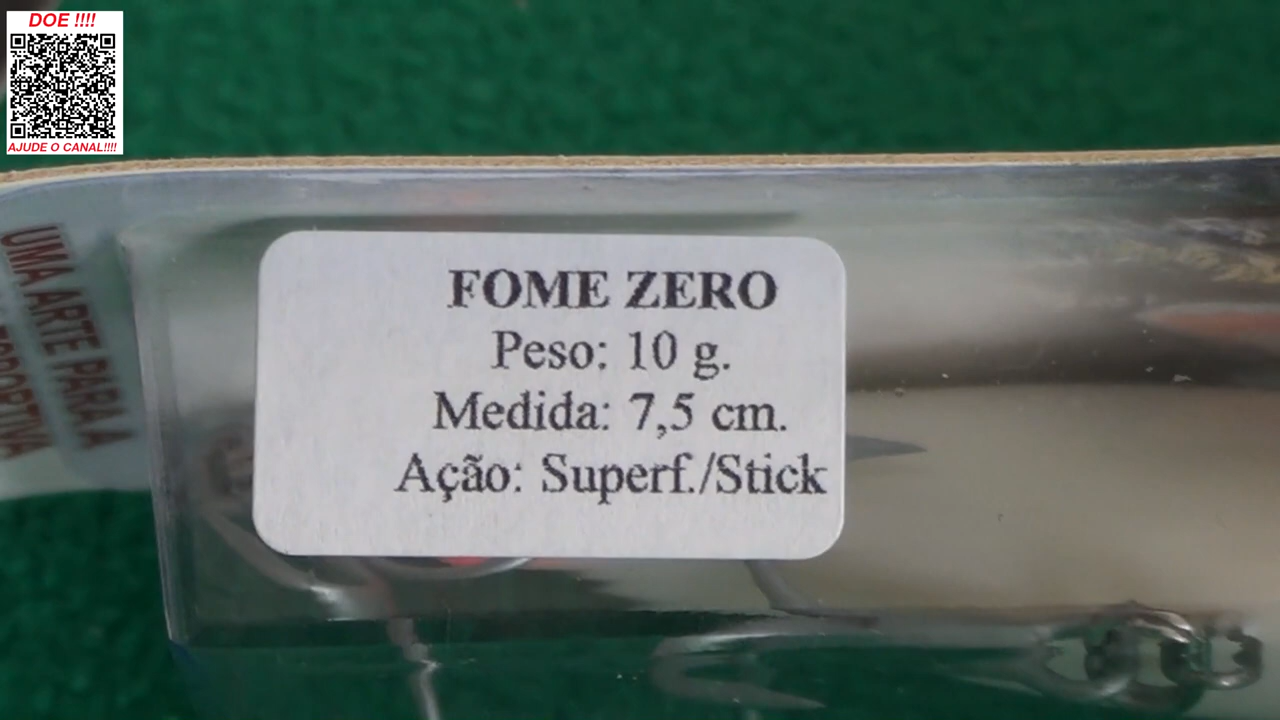 DOE !!!!
AJUDE O CANAL!!!!
UMA ARTE PARA A
FOME ZERO
Peso: 10 g.
Medida: 7,5 cm.
Ação: Superf./Stick